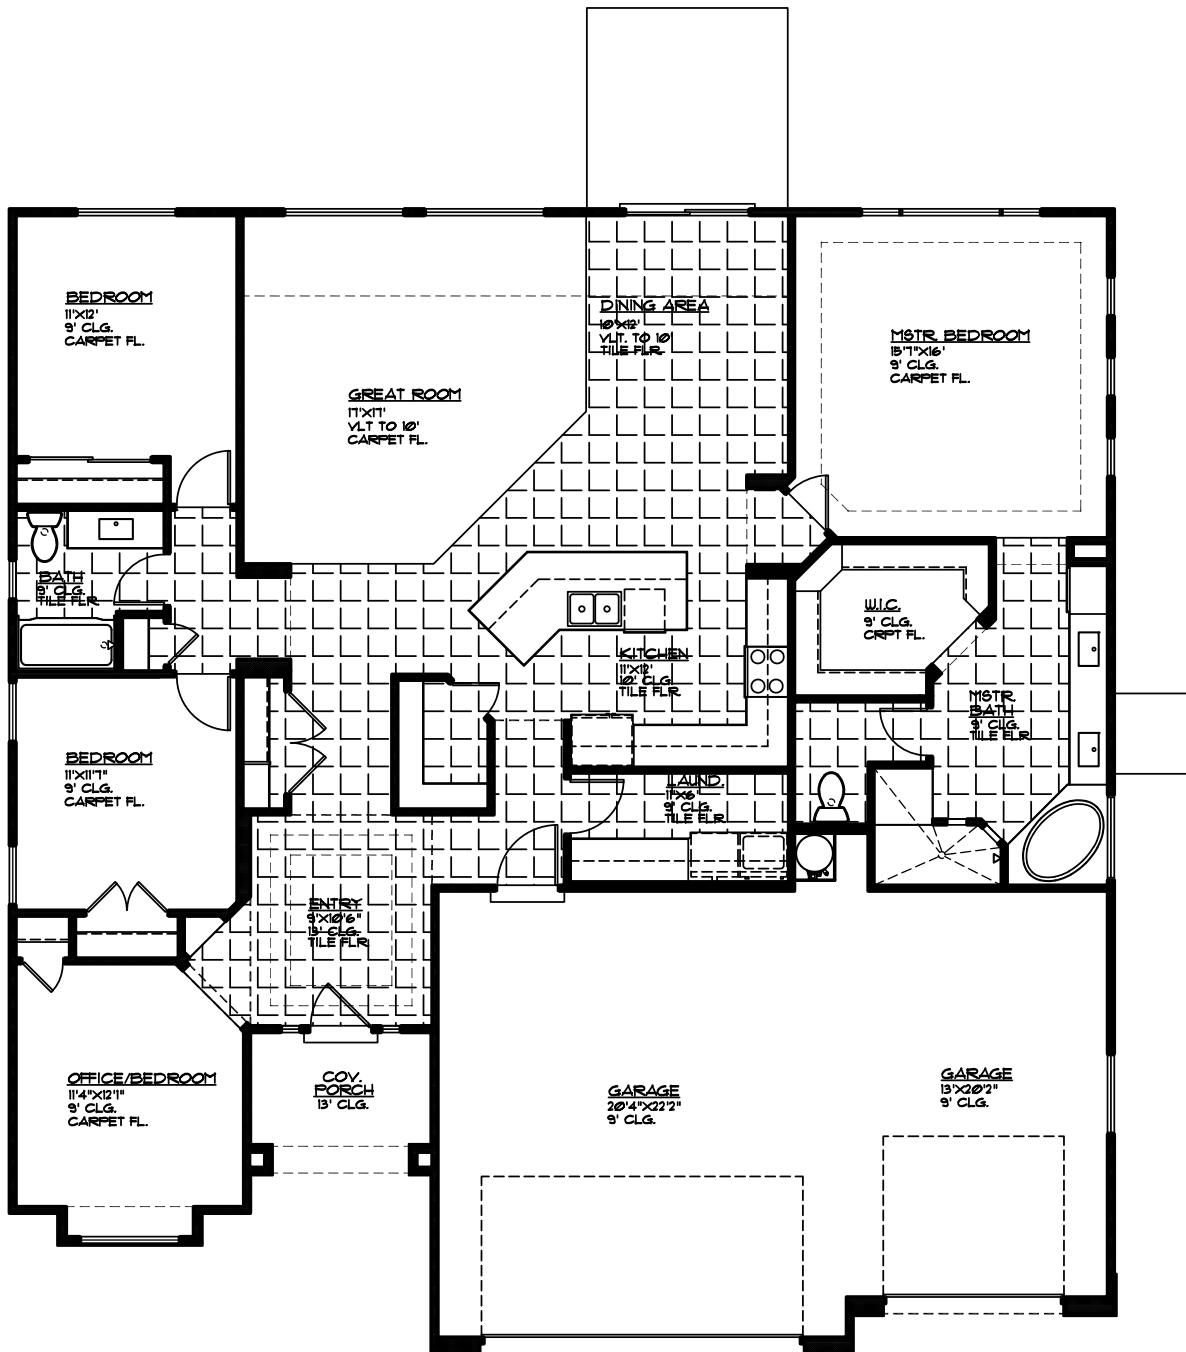 BEDROOM
11'X12'
9' CLG.
CARPET FL.
GREAT ROOM
17'X17'
VLT TO 10'
CARPET FL.
DINING AREA
10'X12'
VLT. TO 10
TILE FLR
MSTR. BEDROOM
15'7"X16'
9' CLG.
CARPET FL.
BATH
9' CLG.
TILE FLR
W.I.C.
9' CLG.
CRPT FL.
KITCHEN
11'X12'
10' CLG
TILE FLR
MSTR.
BATH
9' CLG.
TILE FLR
BEDROOM
11'X11'7"
9' CLG.
CARPET FL.
LAUND.
11'X6'
9' CLG.
TILE FLR
ENTRY
9'X10'6"
13' CLG.
TILE FLR
OFFICE/BEDROOM
11'4"X12'1"
9' CLG.
CARPET FL.
COV.
PORCH
13' CLG.
GARAGE
20'4"X22'2"
9' CLG.
GARAGE
13'X20'2"
9' CLG.